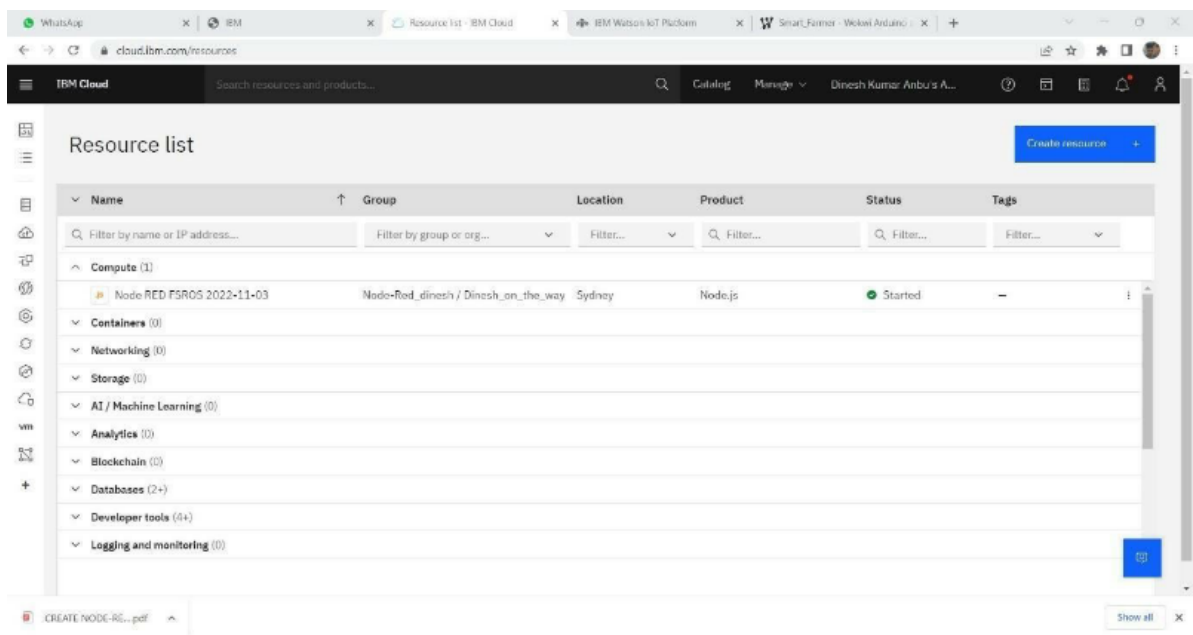 WhatsApp
IBM
Resource list - IBM Cloud
IBM Watson IoT Platform
Smart_Farmer - Wokwi Arduino
cloud.ibm.com/resources
IBM Cloud
Search resources and products...
Catalog
Manage
Dinesh Kumar Anbu's A...
Resource list
Create resource +
Name Group Location Product Status Tags
Filter by name or IP address... Filter by group or org... Filter... Filter... Filter... Filter...
Compute (1)
Node RED FSROS 2022-11-03 Node-Red_dinesh / Dinesh_on_the_way Sydney Node.js Started –
Containers (0)
Networking (0)
Storage (0)
AI / Machine Learning (0)
Analytics (0)
Blockchain (0)
vm
Databases (2+)
Developer tools (4+)
Logging and monitoring (0)
CREATE NODE-RE....pdf
Show all